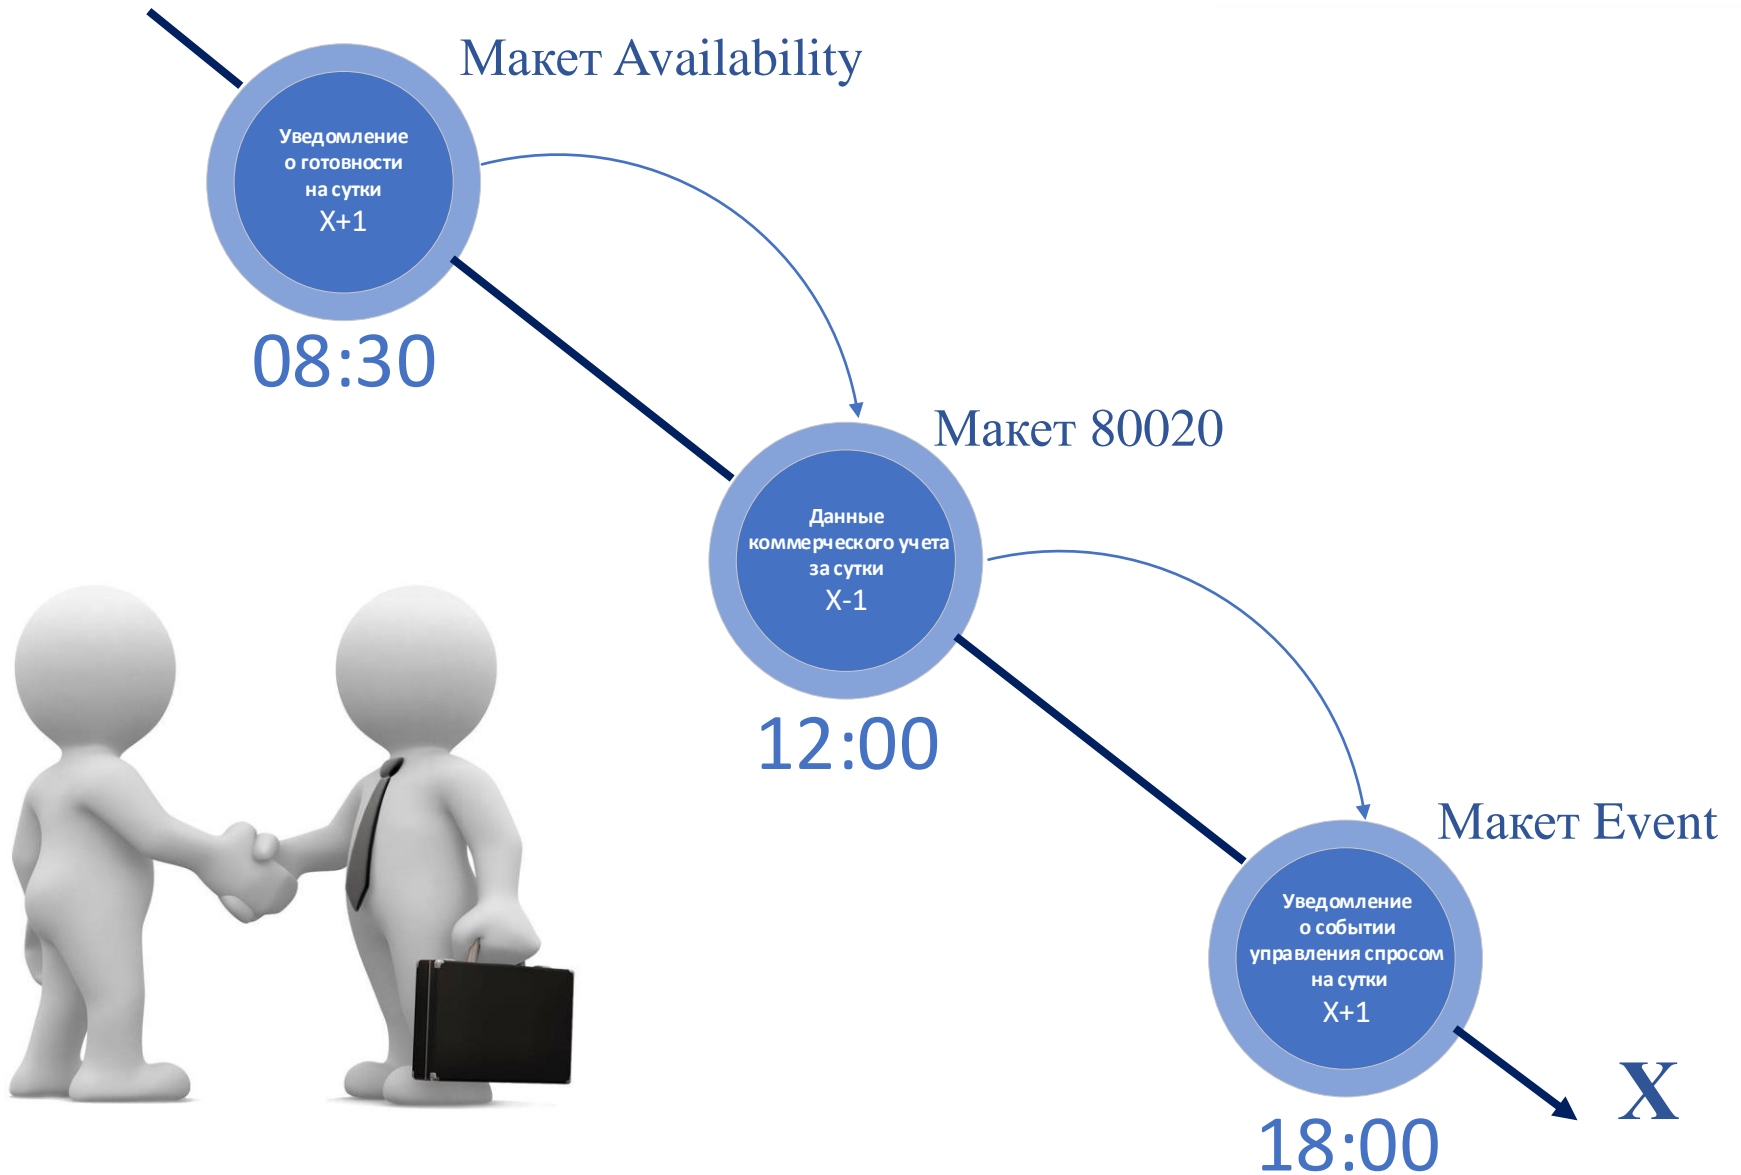 Макет Availability
Уведомление
о готовности
на сутки
X+1
08:30
Макет 80020
Данные
коммерческого учета
за сутки
X-1
12:00
Макет Event
Уведомление
о событии
управления спросом
на сутки
X+1
X
18:00